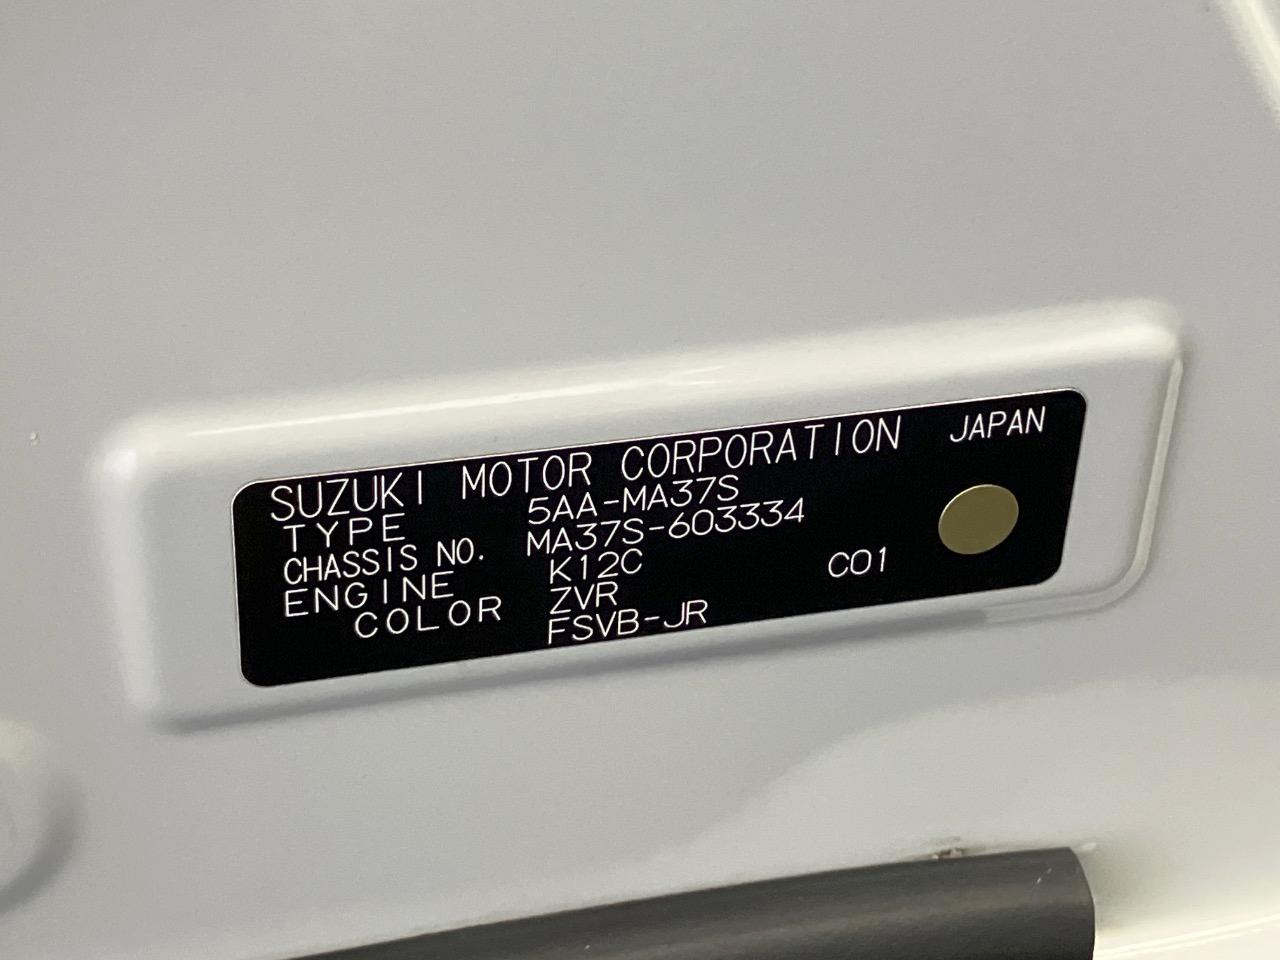 SUZUKI MOTOR CORPORATION JAPAN
TYPE 5AA-MA37S
CHASSIS NO. MA37S-603334
ENGINE K12C C01
COLOR ZVR
FSVB-JR